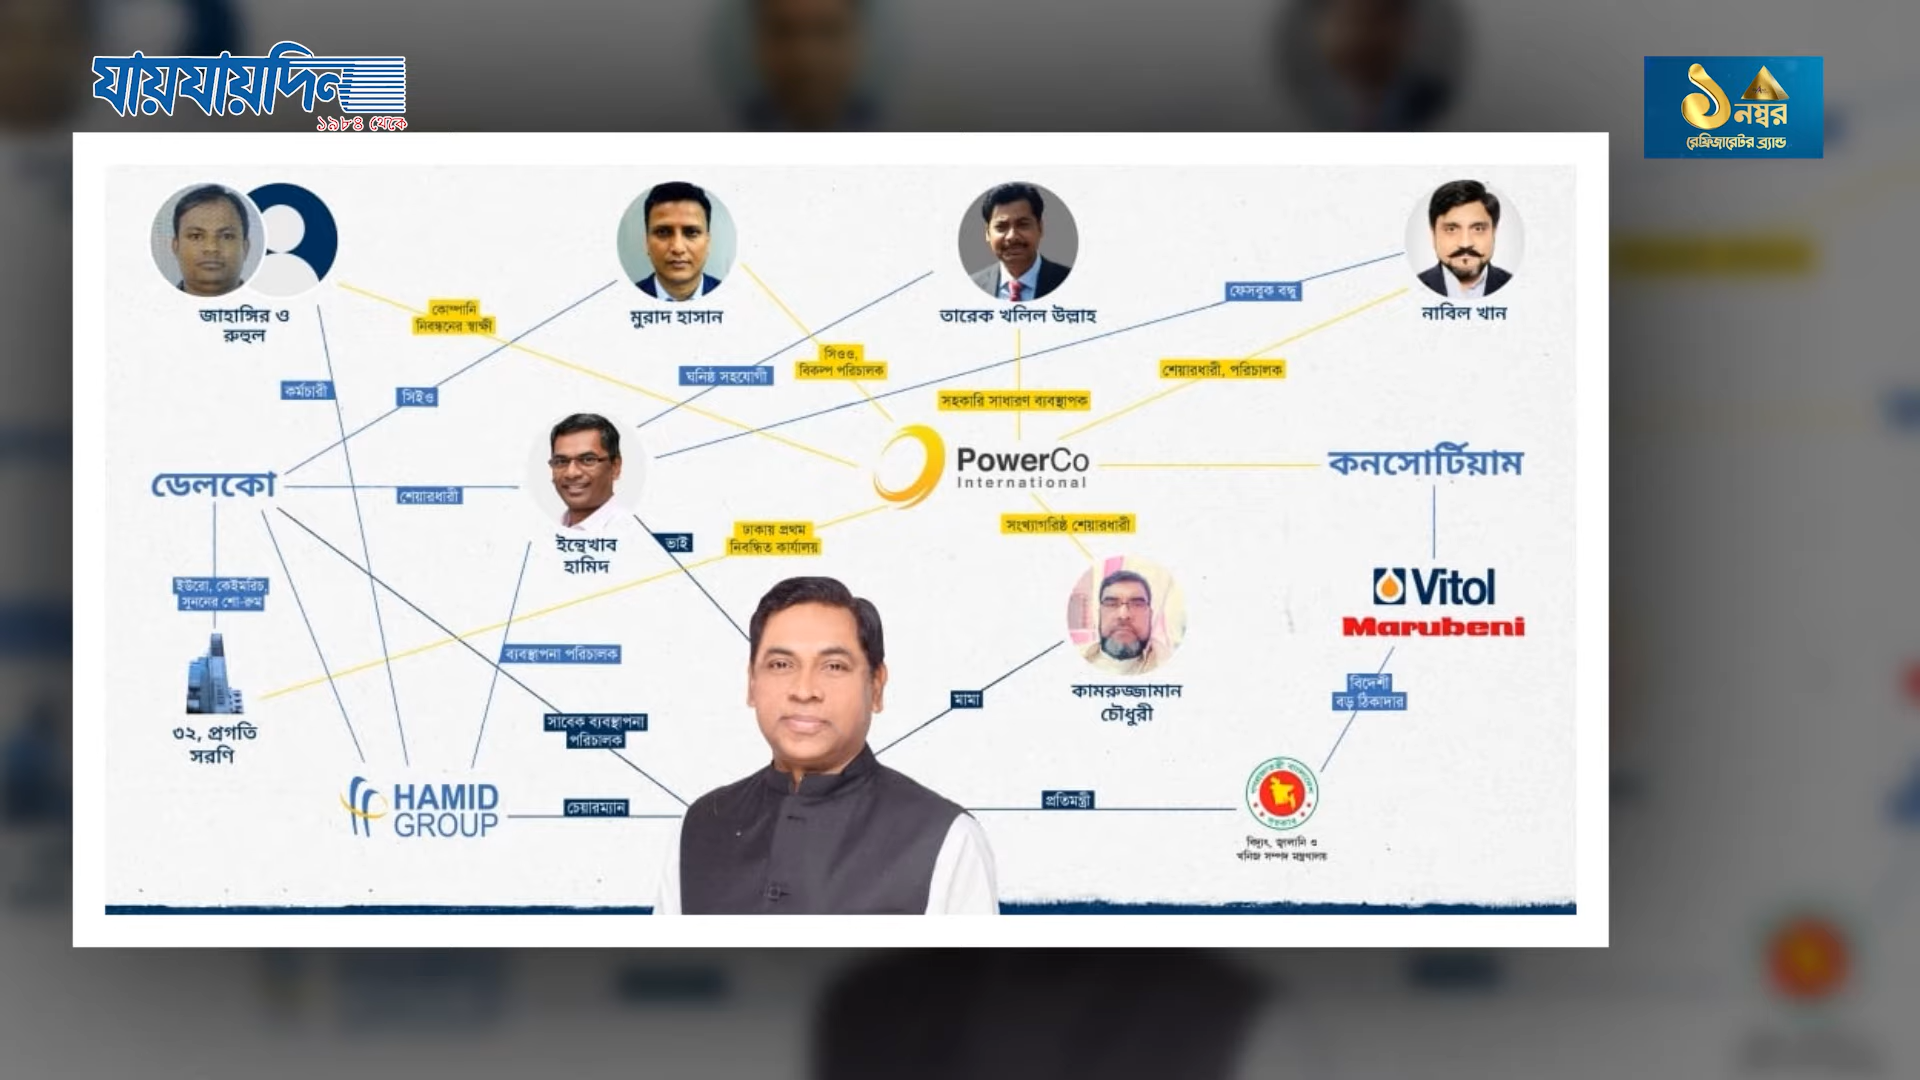 যায়যায়দিন
১৯৮৪ থেকে
১ নম্বর
রেফ্রিজারেটর ব্র্যান্ড
জাহাঙ্গির ও
রুহুল
মুরাদ হাসান
তারেক খলিল উল্লাহ
নাবিল খান
কোম্পানি
নিবন্ধনের স্বাক্ষী
ফেসবুক বন্ধু
কর্মচারী
সিইও
ঘনিষ্ঠ সহযোগী
সিওও,
বিকল্প পরিচালক
শেয়ারধারী, পরিচালক
সহকারি সাধারণ ব্যবস্থাপক
ডেলকো
শেয়ারধারী
PowerCo
International
কনসোর্টিয়াম
ইন্থেখাব
হামিদ
ভাই
ঢাকায় প্রথম
নিবন্ধিত কার্যালয়
সংখ্যাগরিষ্ঠ শেয়ারধারী
ইউরো, কেইমরিচ,
সুননের শো-রুম
Vitol
Marubeni
ব্যবস্থাপনা পরিচালক
কামরুজ্জামান
চৌধুরী
মামা
বিদেশী
বড় ঠিকাদার
৩২, প্রগতি
সরণি
সাবেক ব্যবস্থাপনা
পরিচালক
HAMID
GROUP
চেয়ারম্যান
প্রতিমন্ত্রী
বিদ্যুৎ, জ্বালানি ও
খনিজ সম্পদ মন্ত্রণালয়